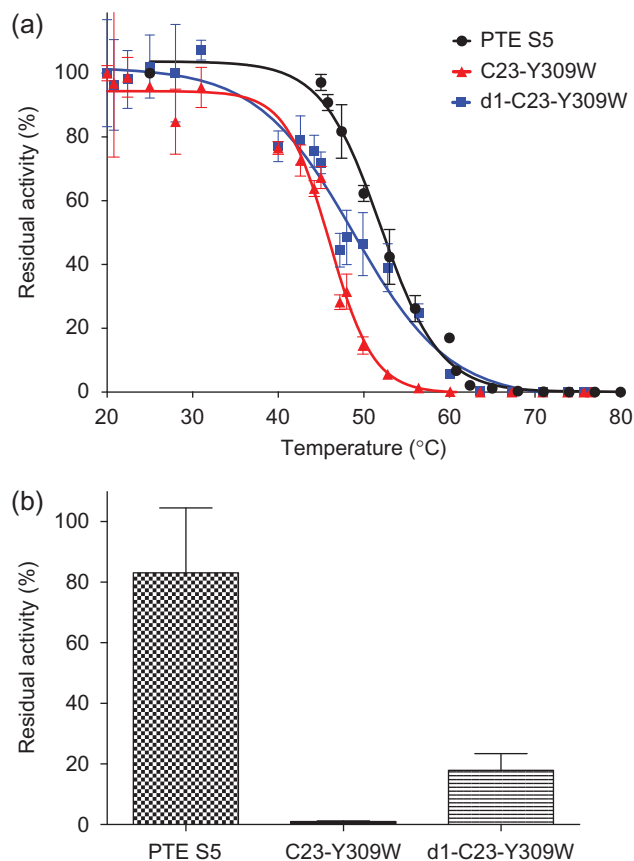 (a)
PTE S5
C23-Y309W
d1-C23-Y309W
100
80
60
40
20
0
Residual activity (%)
20 30 40 50 60 70 80
Temperature (°C)
(b)
100
80
60
40
20
0
Residual activity (%)
PTE S5 C23-Y309W d1-C23-Y309W